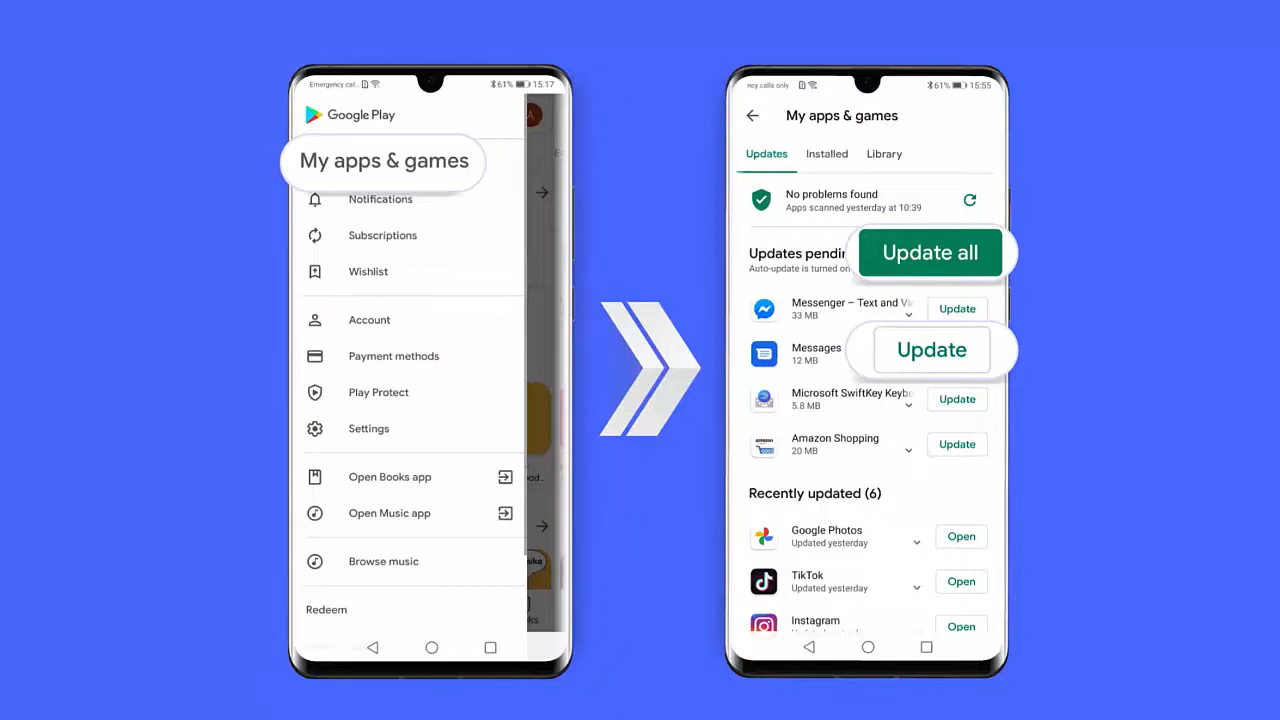 Emergency cal..
61%
15:17
Google Play
My apps & games
Notifications
Subscriptions
Wishlist
Account
Payment methods
Play Protect
Settings
Open Books app
Open Music app
Browse music
Redeem
ncy calls only
61%
15:55
My apps & games
Updates
Installed
Library
No problems found
Apps scanned yesterday at 10:39
Updates pendin
Update all
Auto-update is turned on
Messenger – Text and Vi
33 MB
Update
Messages
12 MB
Update
Microsoft SwiftKey Keybo
5.8 MB
Update
Amazon Shopping
20 MB
Update
Recently updated (6)
Google Photos
Updated yesterday
Open
TikTok
Updated yesterday
Open
Instagram
Open